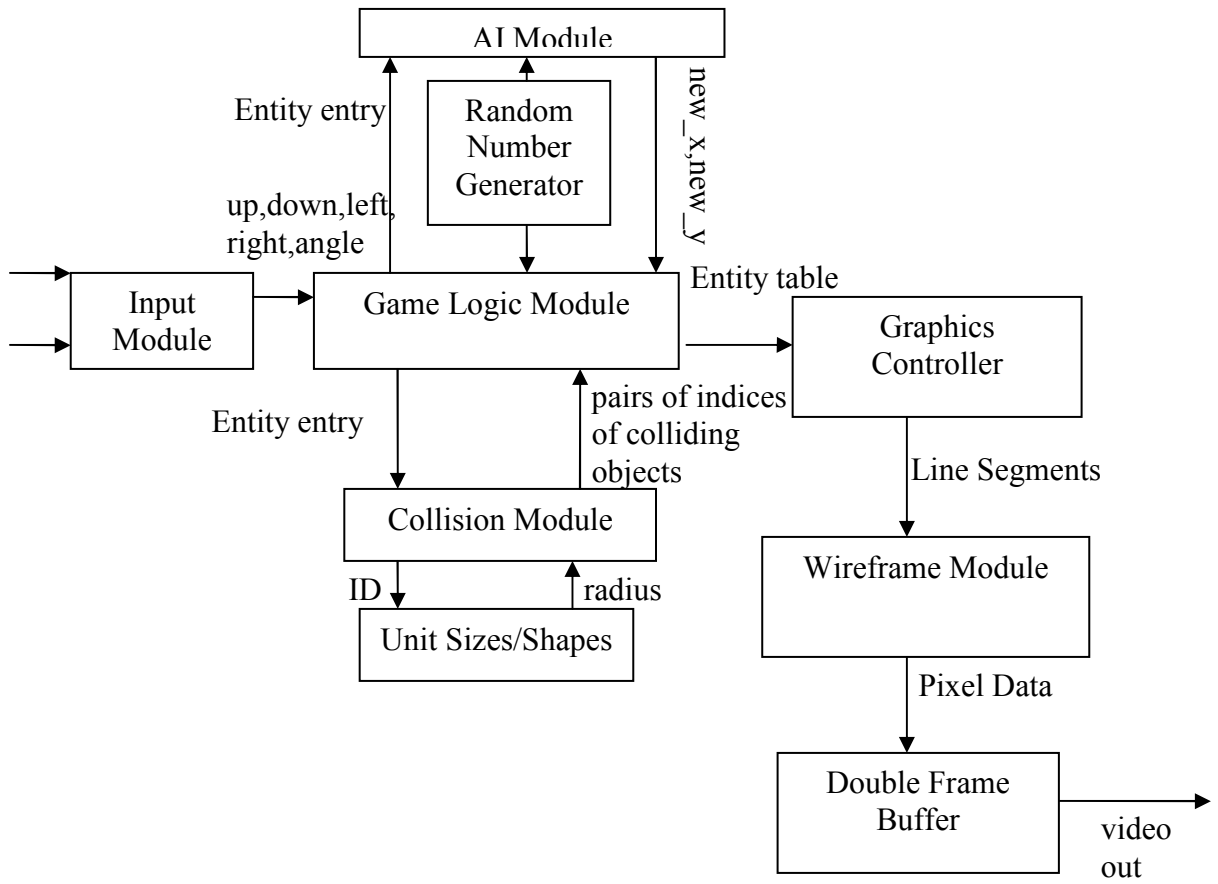 AI Module
Entity entry
Random
Number
Generator
new_x,new_y
up,down,left,
right,angle
Input
Module
Game Logic Module
Entity table
Graphics
Controller
Entity entry
pairs of indices
of colliding
objects
Line Segments
Collision Module
Wireframe Module
ID
radius
Unit Sizes/Shapes
Pixel Data
Double Frame
Buffer
video
out